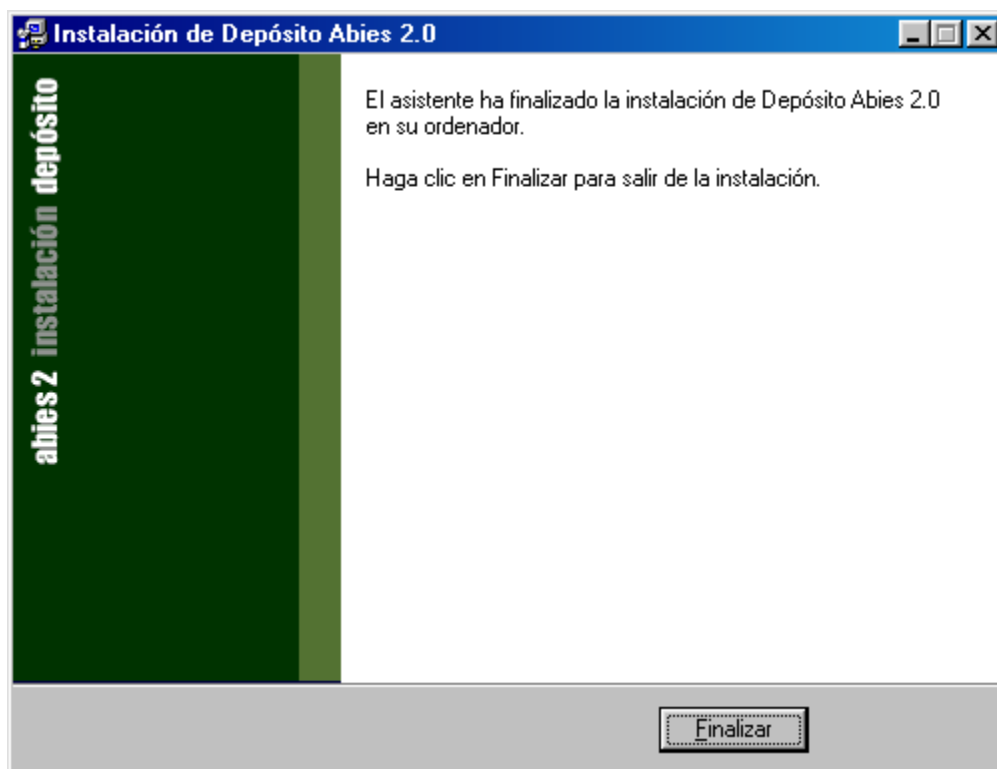 Instalación de Depósito Abies 2.0
abies 2 instalación depósito
El asistente ha finalizado la instalación de Depósito Abies 2.0
en su ordenador.
Haga clic en Finalizar para salir de la instalación.
Finalizar